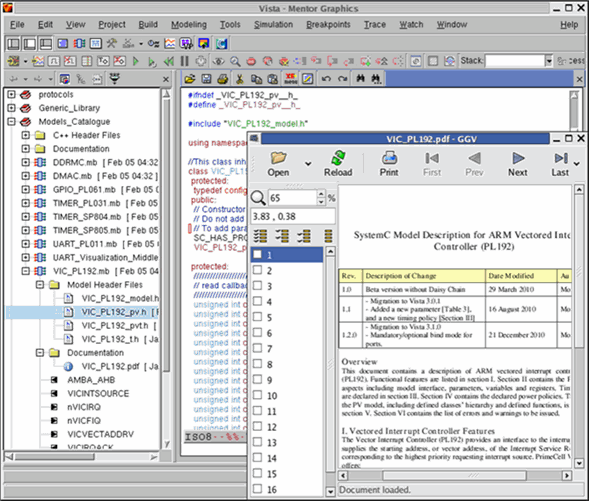 Vista - Mentor Graphics
File Edit View Project Build Modeling Tools Simulation Breakpoints Trace Watch Window Help
Stack:
protocols
Generic_Library
Models_Catalogue
C++ Header Files
Documentation
DDRMC.mb [ Feb 05 04:32
DMAC.mb [ Feb 05 04:32 ]
GPIO_PL061.mb [ Feb 05
TIMER_PL031.mb [ Feb 05
TIMER_SP804.mb [ Feb 05
TIMER_SP805.mb [ Feb 05
UART_PL011.mb [ Feb 05
UART_Visualization_Middle
VIC_PL192.mb [ Feb 05 04
Model Header Files
VIC_PL192_model.h
VIC_PL192_pv.h [
VIC_PL192_pvt.h [
VIC_PL192_t.h [ Ja
Documentation
VIC_PL192.pdf [ Ja
AMBA_AHB
VICINTSOURCE
nVICIRQ
nVICFIQ
VICVECTADDRV
VICIRQACK
#ifndef _VIC_PL192_pv__h_
#define _VIC_PL192_pv__h_
#include "VIC_PL192_model.h"
using namespac
//This class inh
class VIC_PL19
protected:
typedef config
public:
// Constructor
// Do not add
// To add para
SC_HAS_PRO
VIC_PL192_p
protected:
////////////////////
// read callba
////////////////////
unsigned int
unsigned int
unsigned int
unsigned int
unsigned int
unsigned int
unsigned int
unsigned int
unsigned int
unsigned int
unsigned int
unsigned int
ISO8--%%-
VIC_PL192.pdf - GGV
Open Reload Print First Prev Next Last
65 %
3.83 , 0.38
1
2
3
4
5
6
7
8
9
10
11
12
13
14
15
16
SystemC Model Description for ARM Vectored Inte
Controller (PL192)
Rev. Description of Change Date Modified Au
1.0 Beta version without Daisy Chain 29 March 2010 Mo
1.1 - Migration to Vista 3.0.1
- Added a new parameter [Table 3],
and a new timing policy [Section III] 16 August 2010 Mo
1.2.0 - Migration to Vista 3.1.0
- Mandatory/optional bind mode for
ports. 21 December 2010 Mo
Overview
This document contains a description of ARM vectored interrupt contr
(PL192). Functional features are listed in section I. Section II contains the P
aspects including model interface, parameters, variables and registers. Timi
are declared in section III. Section IV contains the declared power policies. T
the PV model, including defined classes' hierarchy and defined functions, is
section V. Section VI contains the list of errors and warnings to be issued.
I. Vectored Interrupt Controller Features
The Vector Interrupt Controller (PL192) provides an interface to the interru
supplies the starting address, or vector address, of the Interrupt Service R
corresponding to the highest priority requesting interrupt source. PrimeCell V
offers:
Document loaded.